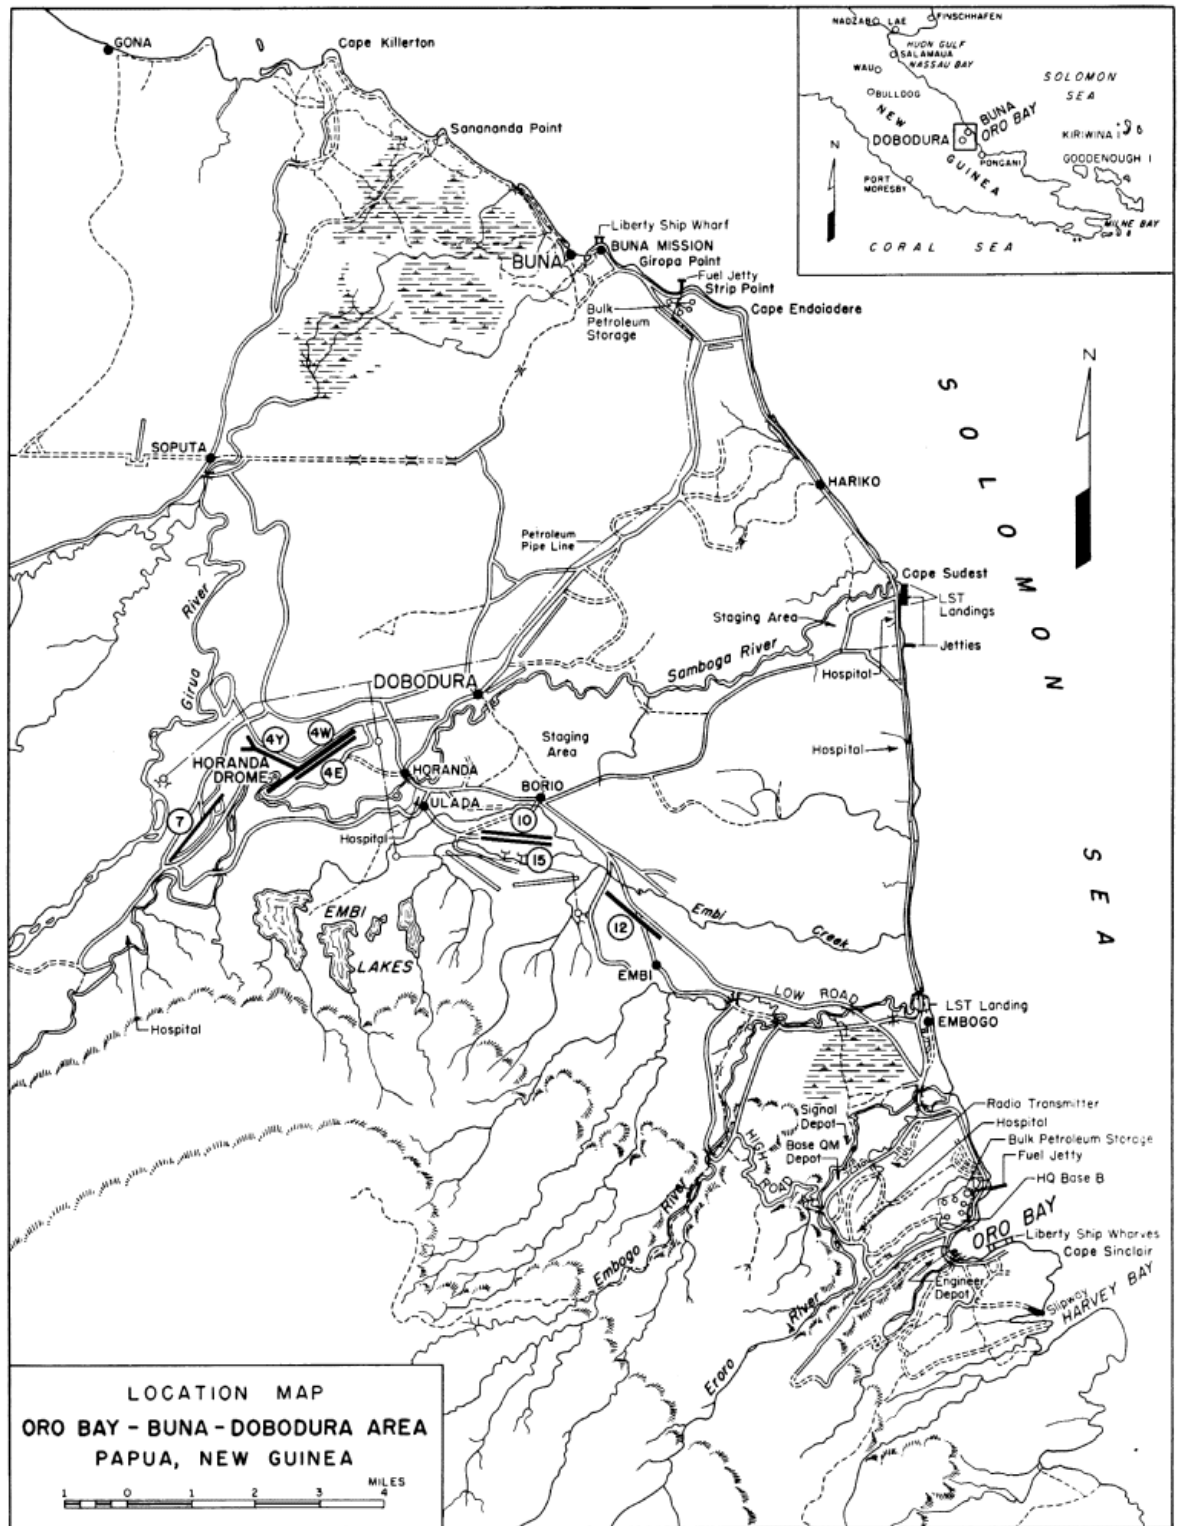 GONA
Cape Killerton
Sanananda Point
Liberty Ship Wharf
BUNA
BUNA MISSION
Giropa Point
Fuel Jetty
Strip Point
Bulk
Petroleum
Storage
Cape Endaiadere
NADZAB
LAE
FINSCHHAFEN
HUON GULF
SALAMAUA
NASSAU BAY
WAU
BULLDOG
SOLOMON
SEA
NEW
GUINEA
BUNA
ORO BAY
DOBODURA
KIRIWINA I
GOODENOUGH I
PONGANI
PORT
MORESBY
MILNE BAY
CORAL SEA
N
N
SOLOMON
SEA
SOPUTA
HARIKO
Petroleum
Pipe Line
Girua River
Cape Sudest
LST
Landings
Staging Area
Jetties
Samboga River
Hospital
DOBODURA
Staging
Area
Hospital
4Y
4W
4E
HORANDA
DROME
HORANDA
BORIO
ULADA
7
10
15
Hospital
EMBI
LAKES
Embi
Creek
12
EMBI
LOW ROAD
LST Landing
EMBOGO
Hospital
Signal
Depot
Base QM
Depot
HIGH
ROAD
Radio Transmitter
Hospital
Bulk Petroleum Storage
Fuel Jetty
HQ Base B
ORO BAY
Liberty Ship Wharves
Cape Sinclair
Embogo River
Engineer
Depot
Slipway
HARVEY BAY
Eroro River
LOCATION MAP
ORO BAY - BUNA - DOBODURA AREA
PAPUA, NEW GUINEA
MILES
1 0 1 2 3 4